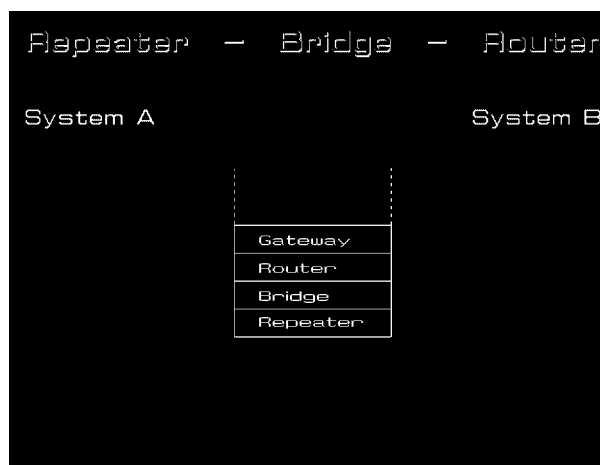 Repeater - Bridge - Router
System A
System B
Gateway
Router
Bridge
Repeater